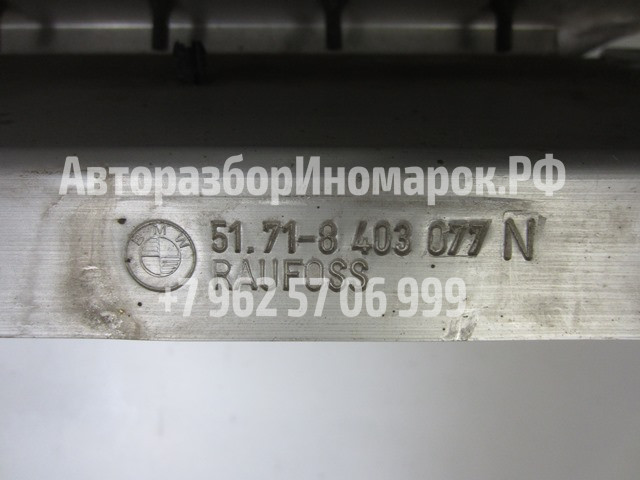 АвторазборИномарок.РФ
BMW
51.71-8 403 077 N
RAUFOSS
+7 962 57 06 999